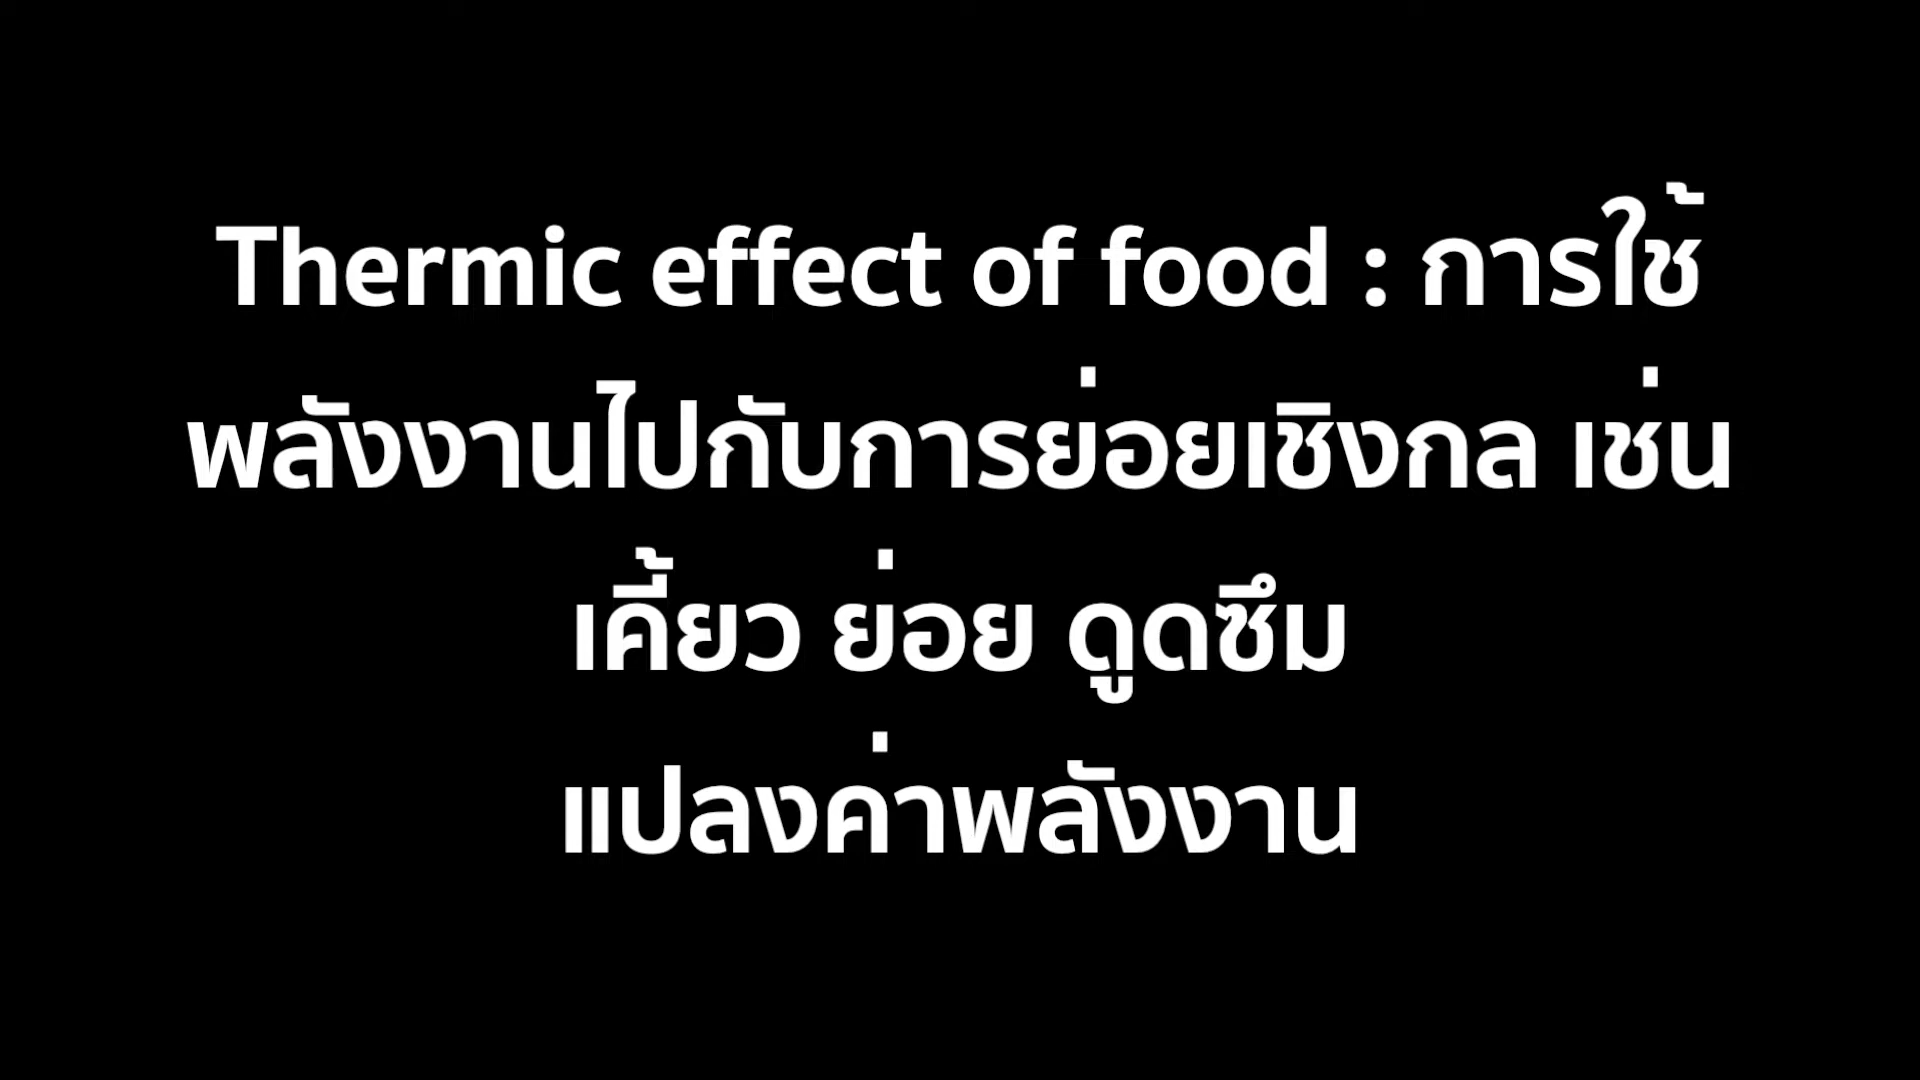 Thermic effect of food : การใช้
พลังงานไปกับการย่อยเชิงกล เช่น
เคี้ยว ย่อย ดูดซึม
แปลงค่าพลังงาน